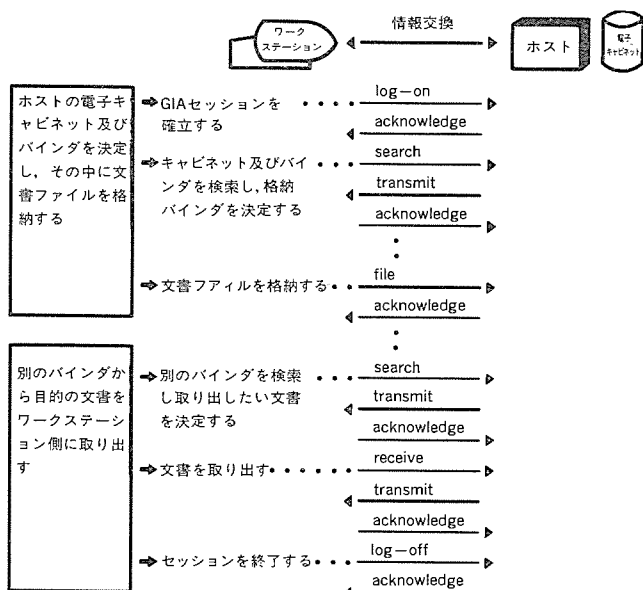 ワーク
ステーション
情報交換
ホスト
電子
キャビネット
ホストの電子キ
ャビネット及び
バインダを決定
し，その中に文
書ファイルを格
納する
⇒GIAセッションを
確立する
log-on
acknowledge
⇒キャビネット及びバイ
ンダを検索し，格納
バインダを決定する
search
transmit
acknowledge
⇒文書フアィルを格納する
file
acknowledge
別のバインダか
ら目的の文書を
ワークステーシ
ョン側に取り出
す
⇒別のバインダを検索
し取り出したい文書
を決定する
search
transmit
acknowledge
⇒文書を取り出す
receive
transmit
acknowledge
⇒セッションを終了する
log-off
acknowledge